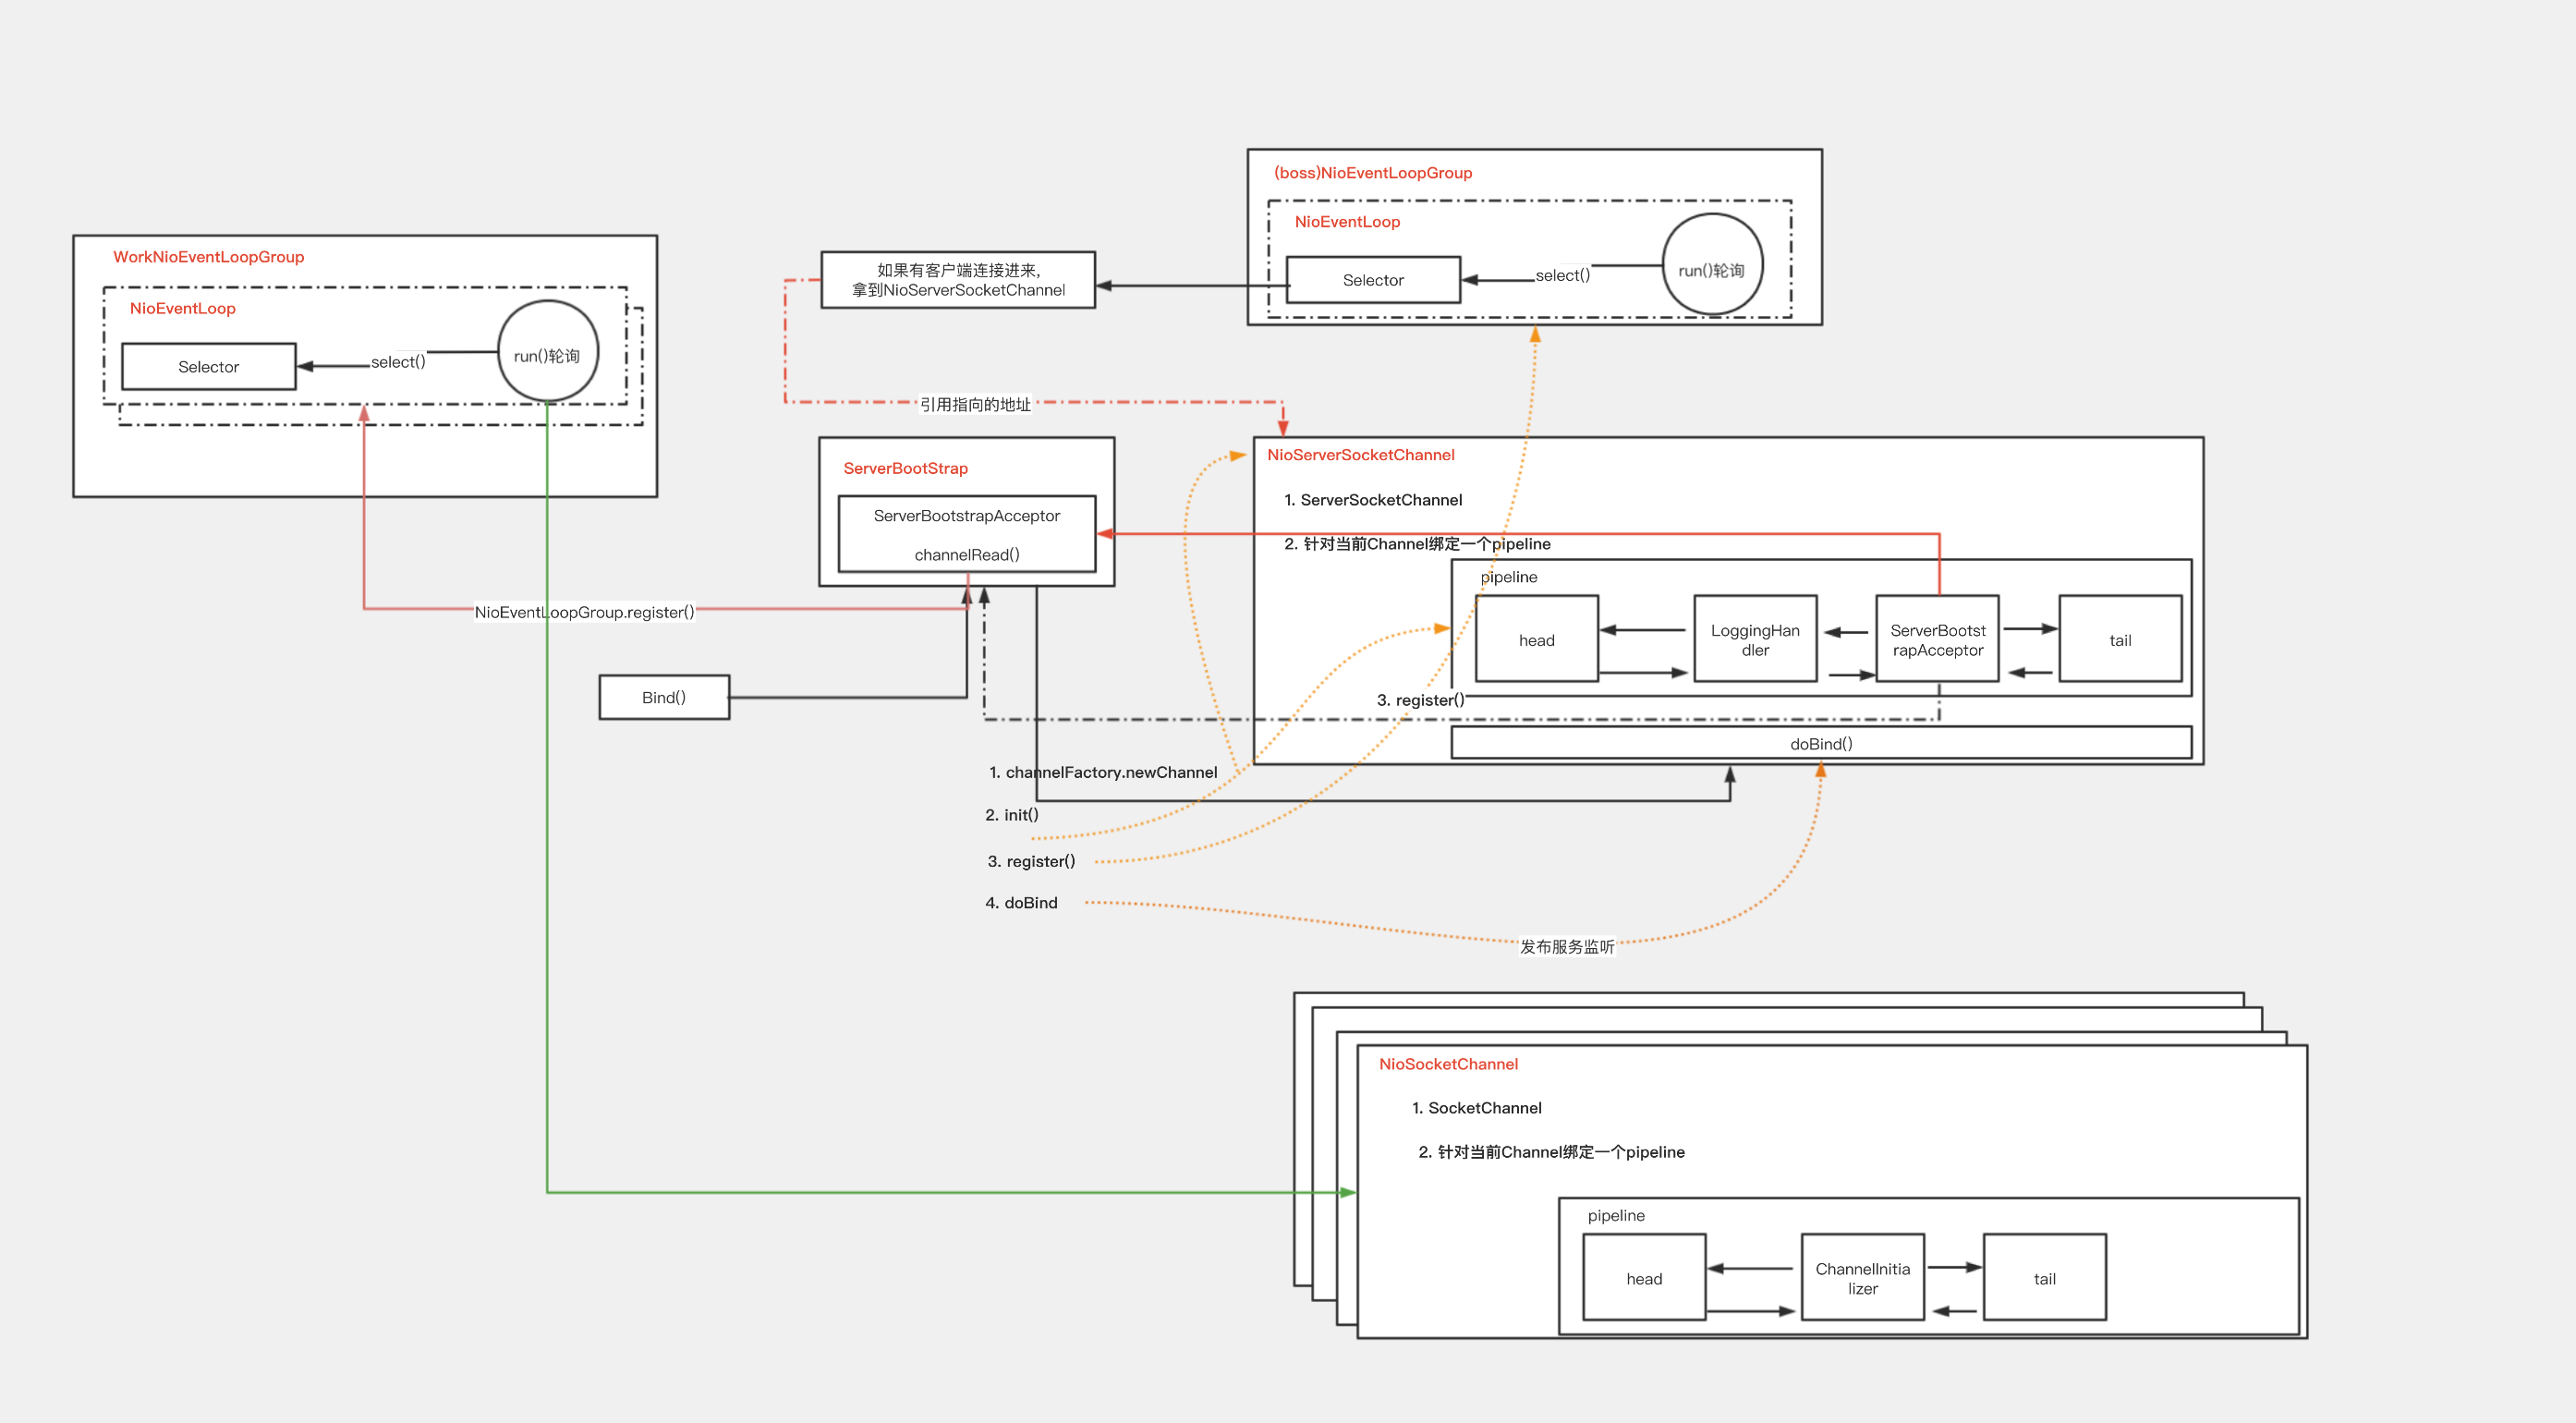 (boss)NioEventLoopGroup
NioEventLoop
Selector
select()
run()轮询
WorkNioEventLoopGroup
NioEventLoop
Selector
select()
run()轮询
如果有客户端连接进来,
拿到NioServerSocketChannel
引用指向的地址
ServerBootStrap
ServerBootstrapAcceptor
channelRead()
NioEventLoopGroup.register()
Bind()
NioServerSocketChannel
1. ServerSocketChannel
2. 针对当前Channel绑定一个pipeline
pipeline
head
LoggingHan
dler
ServerBootst
rapAcceptor
tail
3. register()
doBind()
1. channelFactory.newChannel
2. init()
3. register()
4. doBind
发布服务监听
NioSocketChannel
1. SocketChannel
2. 针对当前Channel绑定一个pipeline
pipeline
head
ChannelInitia
lizer
tail